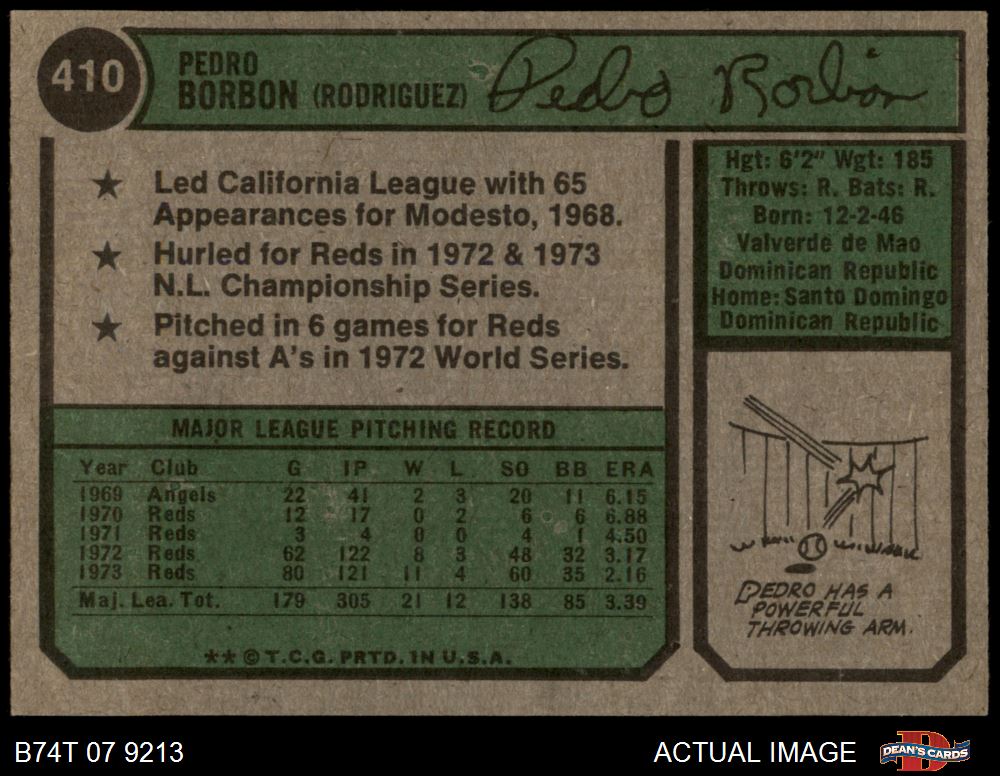 410
PEDRO
BORBON (RODRIGUEZ)
Pedro Borbon
★ Led California League with 65
Appearances for Modesto, 1968.
★ Hurled for Reds in 1972 & 1973
N.L. Championship Series.
★ Pitched in 6 games for Reds
against A's in 1972 World Series.
Hgt: 6'2" Wgt: 185
Throws: R. Bats: R.
Born: 12-2-46
Valverde de Mao
Dominican Republic
Home: Santo Domingo
Dominican Republic
MAJOR LEAGUE PITCHING RECORD
Year Club G IP W L SO BB ERA
1969 Angels 22 41 2 3 20 11 6.15
1970 Reds 12 17 0 2 6 6 6.88
1971 Reds 3 4 0 0 4 1 4.50
1972 Reds 62 122 8 3 48 32 3.17
1973 Reds 80 121 11 4 60 35 2.16
Maj. Lea. Tot. 179 305 21 12 138 85 3.39
** © T.C.G. PRTD. IN U.S.A.
PEDRO HAS A
POWERFUL
THROWING ARM.
B74T 07 9213
ACTUAL IMAGE
DEAN'S CARDS